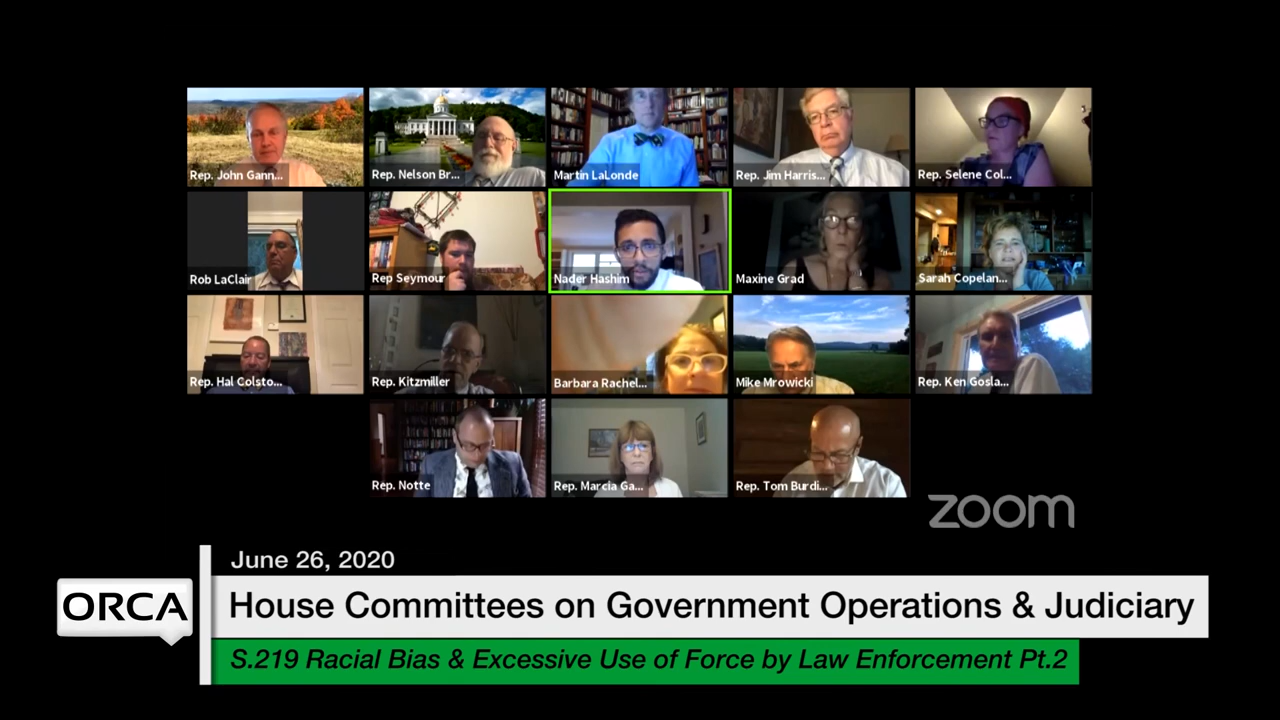 Rep. John Gann...
Rep. Nelson Br...
Martin LaLonde
Rep. Jim Harris...
Rep. Selene Col...
Rob LaClair
Rep Seymour
Nader Hashim
Maxine Grad
Sarah Copelan...
Rep. Hal Colsto...
Rep. Kitzmiller
Barbara Rachel...
Mike Mrowicki
Rep. Ken Gosla...
Rep. Notte
Rep. Marcia Ga...
Rep. Tom Burdi...
zoom
June 26, 2020
ORCA
House Committees on Government Operations & Judiciary
S.219 Racial Bias & Excessive Use of Force by Law Enforcement Pt.2